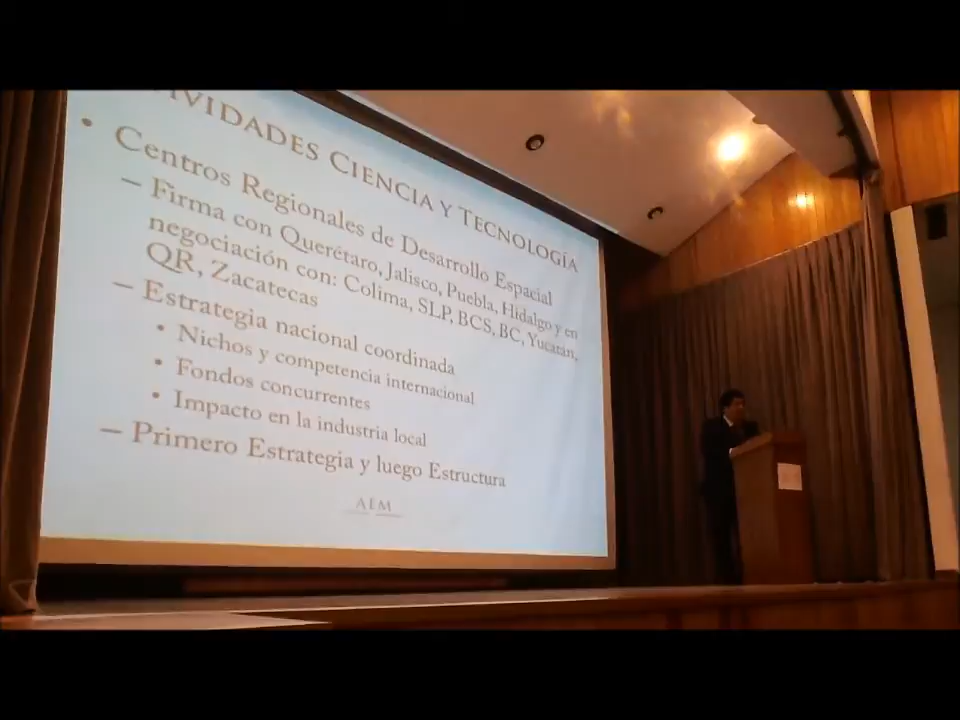 IVIDADES CIENCIA Y TECNOLOGÍA
• Centros Regionales de Desarrollo Espacial
– Firma con Querétaro, Jalisco, Puebla, Hidalgo y en
negociación con: Colima, SLP, BCS, BC, Yucatán,
QR, Zacatecas
– Estrategia nacional coordinada
• Nichos y competencia internacional
• Fondos concurrentes
• Impacto en la industria local
– Primero Estrategia y luego Estructura
AEM